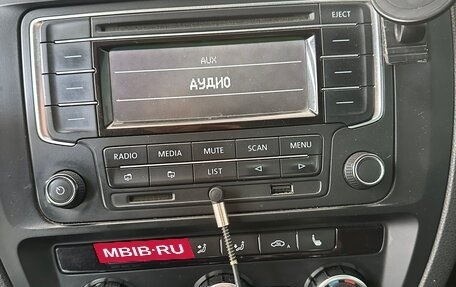 EJECT
AUX
АУДИО
RADIO MEDIA MUTE SCAN MENU
LIST
MBIB-RU
A